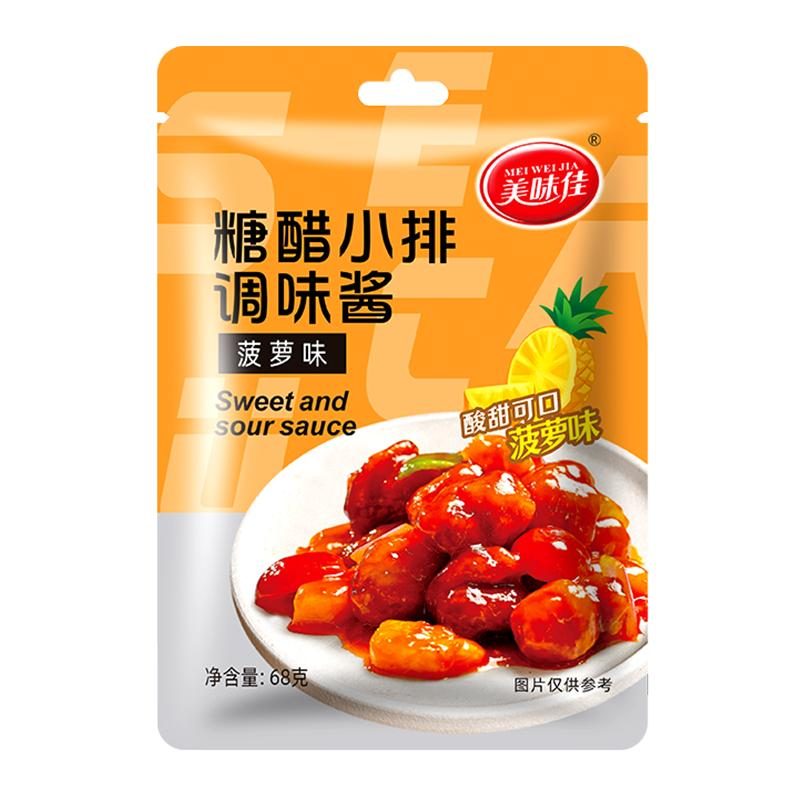 MEI WEI JIA
美味佳
®
糖醋小排
调味酱
菠萝味
Sweet and
sour sauce
酸甜可口
菠萝味
净含量:68克
图片仅供参考